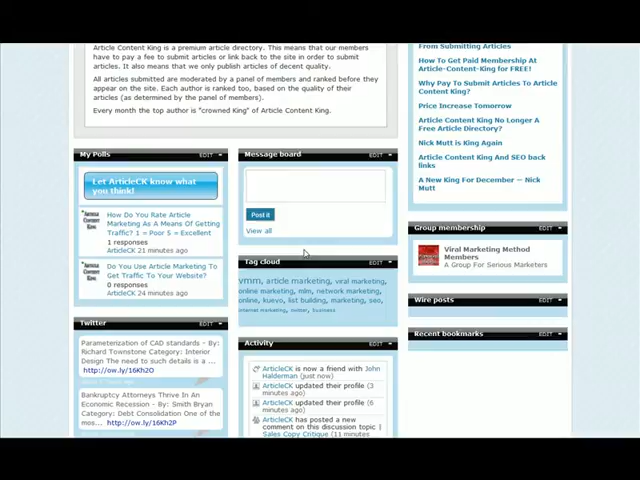 Article Content King is a premium article directory. This means that our members
have to pay a fee to submit articles or link back to the site in order to submit
articles. It also means that we only publish articles of decent quality.
All articles submitted are moderated by a panel of members and ranked before they
appear on the site. Each author is ranked too, based on the quality of their
articles (as determined by the panel of members).
Every month the top author is "crowned King" of Article Content King.
My Polls
EDIT
Let ArticleCK know what
you think!
How Do You Rate Article
Marketing As A Means Of Getting
Traffic? 1 = Poor 5 = Excellent
1 responses
ArticleCK 21 minutes ago
Do You Use Article Marketing To
Get Traffic To Your Website?
0 responses
ArticleCK 24 minutes ago
Twitter
EDIT
Parameterization of CAD standards - By:
Richard Townstone Category: Interior
Design The need to such details is a ...
http://ow.ly/16Kh2O
Bankruptcy Attorneys Thrive In An
Economic Recession - By: Smith Bryan
Category: Debt Consolidation One of the
mos... http://ow.ly/16Kh2P
Message board
EDIT
Post it
View all
Tag cloud
EDIT
vmm, article marketing, viral marketing,
online marketing, mlm, network marketing,
online, kuevo, list building, marketing, seo,
internet marketing, twitter, business
Activity
EDIT
ArticleCK is now a friend with John
Halderman (just now)
ArticleCK updated their profile (3
minutes ago)
ArticleCK updated their profile (6
minutes ago)
ArticleCK has posted a new
comment on this discussion topic |
Sales Copy Critique (11 minutes
From Submitting Articles
How To Get Paid Membership At
Article-Content-King for FREE!
Why Pay To Submit Articles To Article
Content King?
Price Increase Tomorrow
Article Content King No Longer A
Free Article Directory?
Nick Mutt is King Again
Article Content King And SEO back
links
A New King For December — Nick
Mutt
Group membership
EDIT
Viral Marketing Method
Members
A Group For Serious Marketers
Wire posts
EDIT
Recent bookmarks
EDIT